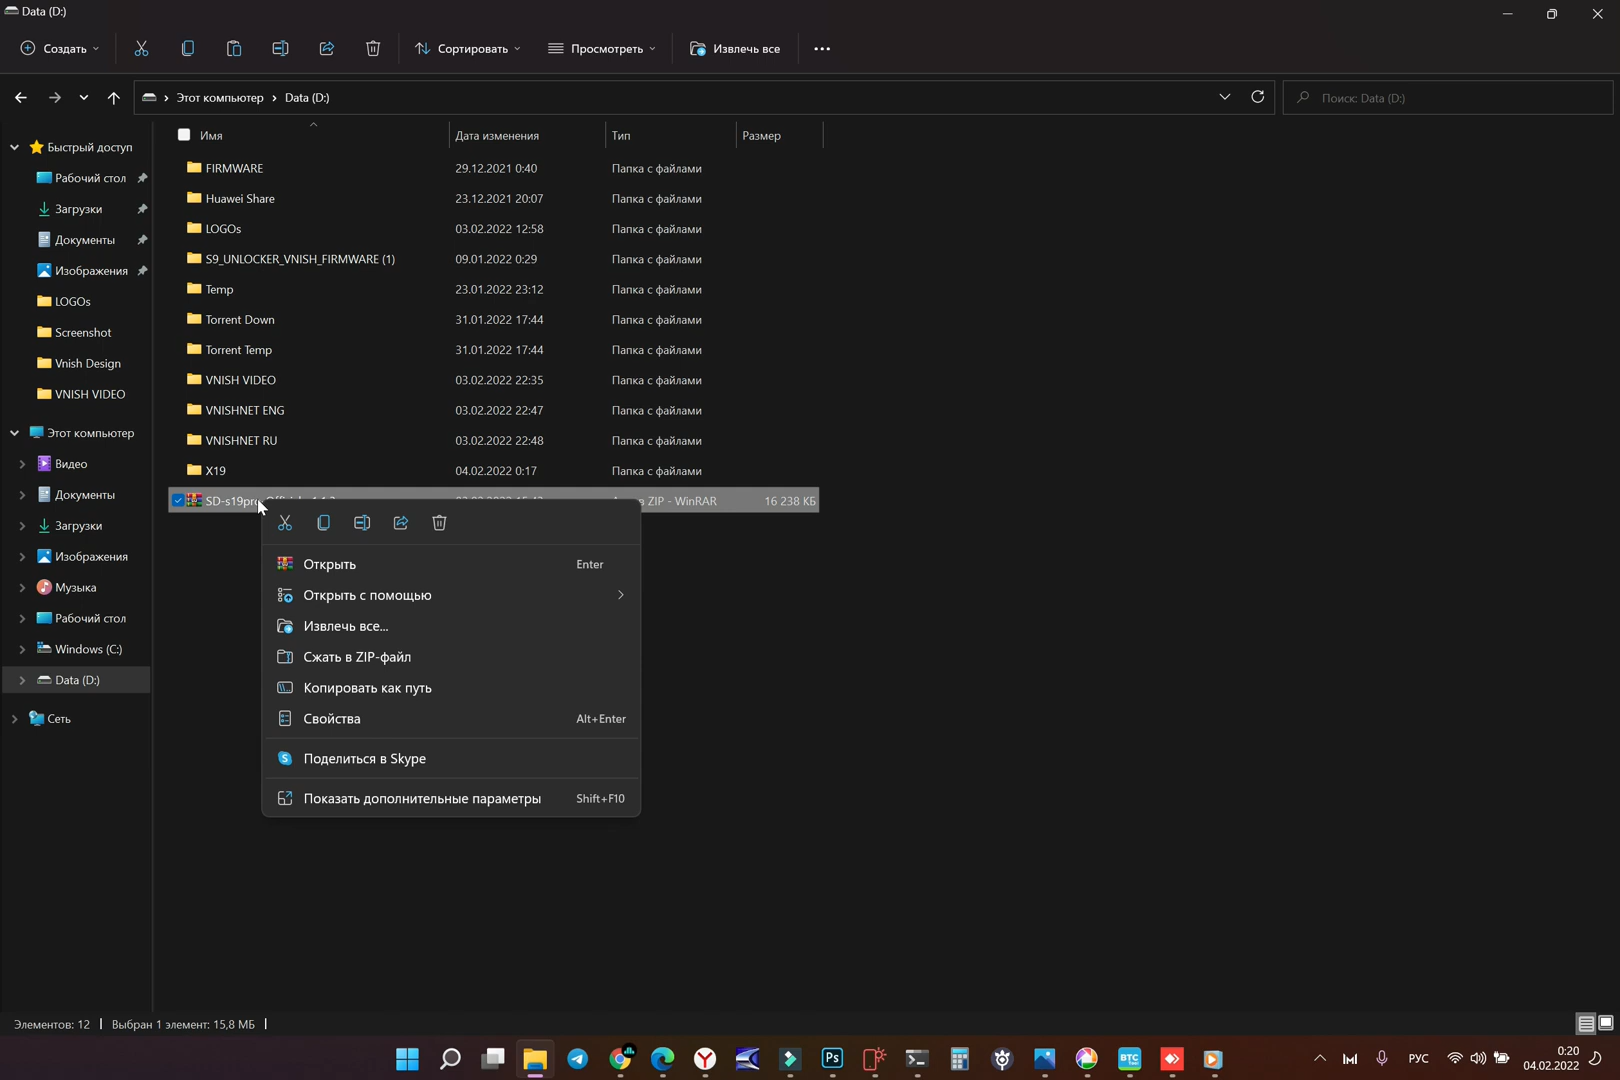 Data (D:)
Создать
Сортировать
Просмотреть
Извлечь все
Этот компьютер
Data (D:)
Поиск: Data (D:)
Имя
Дата изменения
Тип
Размер
Быстрый доступ
Рабочий стол
Загрузки
Документы
Изображения
LOGOs
Screenshot
Vnish Design
VNISH VIDEO
Этот компьютер
Видео
Документы
Загрузки
Изображения
Музыка
Рабочий стол
Windows (C:)
Data (D:)
Сеть
FIRMWARE 29.12.2021 0:40 Папка с файлами
Huawei Share 23.12.2021 20:07 Папка с файлами
LOGOs 03.02.2022 12:58 Папка с файлами
S9_UNLOCKER_VNISH_FIRMWARE (1) 09.01.2022 0:29 Папка с файлами
Temp 23.01.2022 23:12 Папка с файлами
Torrent Down 31.01.2022 17:44 Папка с файлами
Torrent Temp 31.01.2022 17:44 Папка с файлами
VNISH VIDEO 03.02.2022 22:35 Папка с файлами
VNISHNET ENG 03.02.2022 22:47 Папка с файлами
VNISHNET RU 03.02.2022 22:48 Папка с файлами
X19 04.02.2022 0:17 Папка с файлами
ZIP - WinRAR 16 238 КБ
Открыть Enter
Открыть с помощью
Извлечь все...
Сжать в ZIP-файл
Копировать как путь
Свойства Alt+Enter
Поделиться в Skype
Показать дополнительные параметры Shift+F10
Элементов: 12
Выбран 1 элемент: 15,8 МБ
Ps
BTC
РУС
0:20
04.02.2022